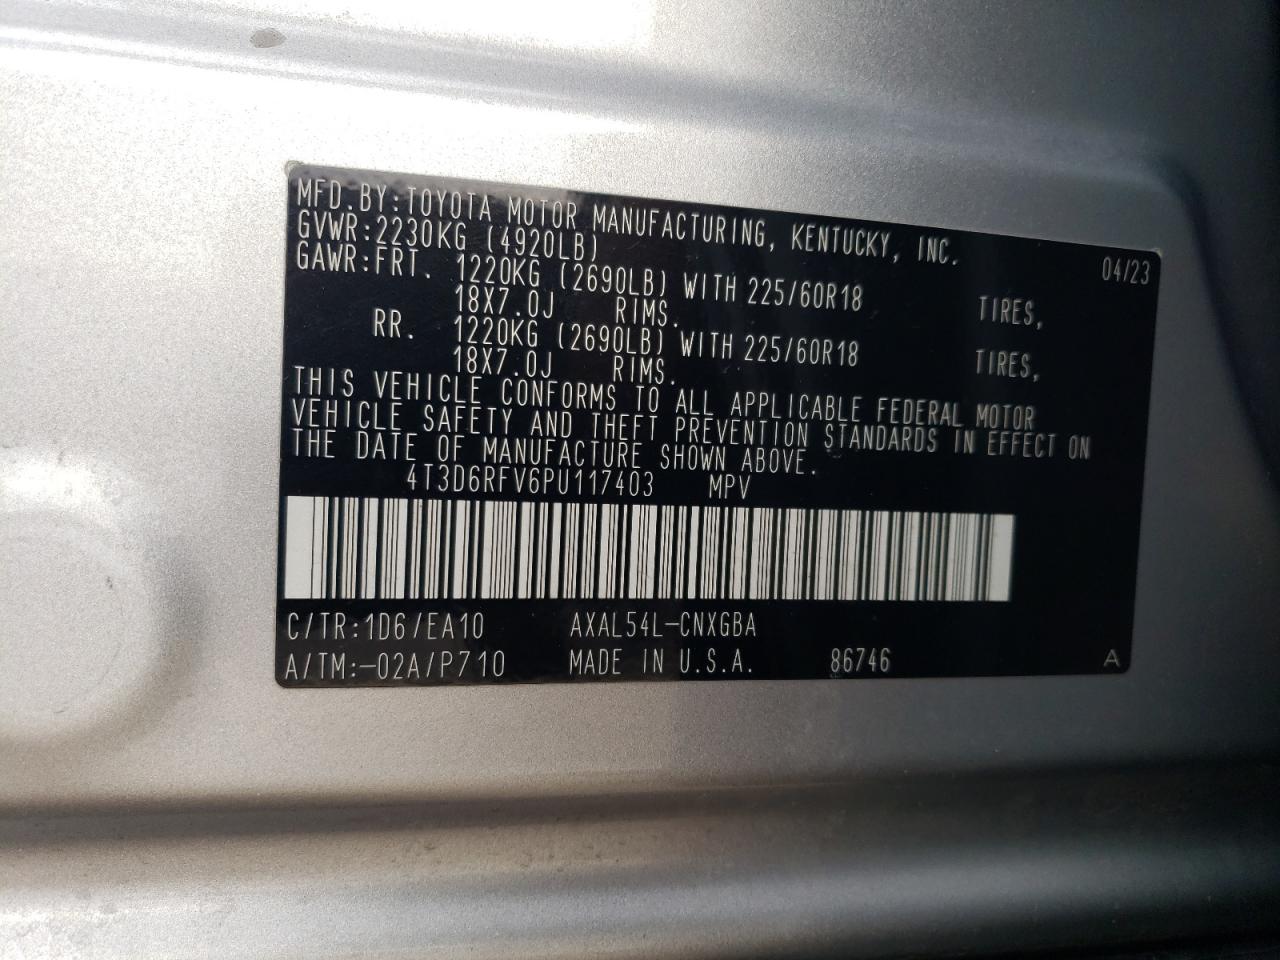 MFD.BY:TOYOTA MOTOR MANUFACTURING, KENTUCKY, INC. 04/23
GVWR:2230KG (4920LB)
GAWR:FRT. 1220KG (2690LB) WITH 225/60R18 TIRES,
18X7.0J RIMS.
RR. 1220KG (2690LB) WITH 225/60R18 TIRES,
18X7.0J RIMS.
THIS VEHICLE CONFORMS TO ALL APPLICABLE FEDERAL MOTOR
VEHICLE SAFETY AND THEFT PREVENTION STANDARDS IN EFFECT ON
THE DATE OF MANUFACTURE SHOWN ABOVE.
4T3D6RFV6PU117403 MPV
C/TR:1D6/EA10 AXAL54L-CNXGBA
A/TM:-02A/P710 MADE IN U.S.A. 86746 A